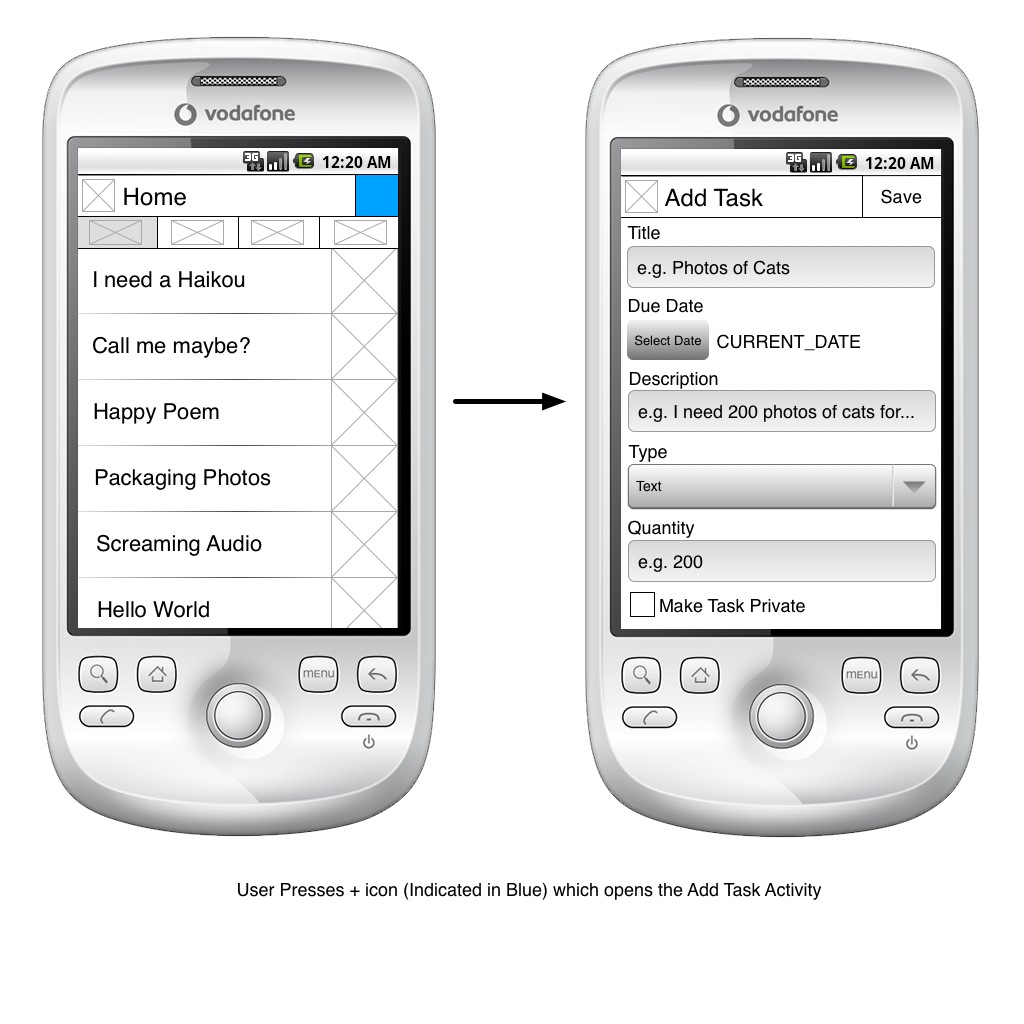 vodafone
3G 12:20 AM
Home
I need a Haikou
Call me maybe?
Happy Poem
Packaging Photos
Screaming Audio
Hello World
MENU
vodafone
3G 12:20 AM
Add Task Save
Title
e.g. Photos of Cats
Due Date
Select Date CURRENT_DATE
Description
e.g. I need 200 photos of cats for...
Type
Text
Quantity
e.g. 200
Make Task Private
MENU
User Presses + icon (Indicated in Blue) which opens the Add Task Activity